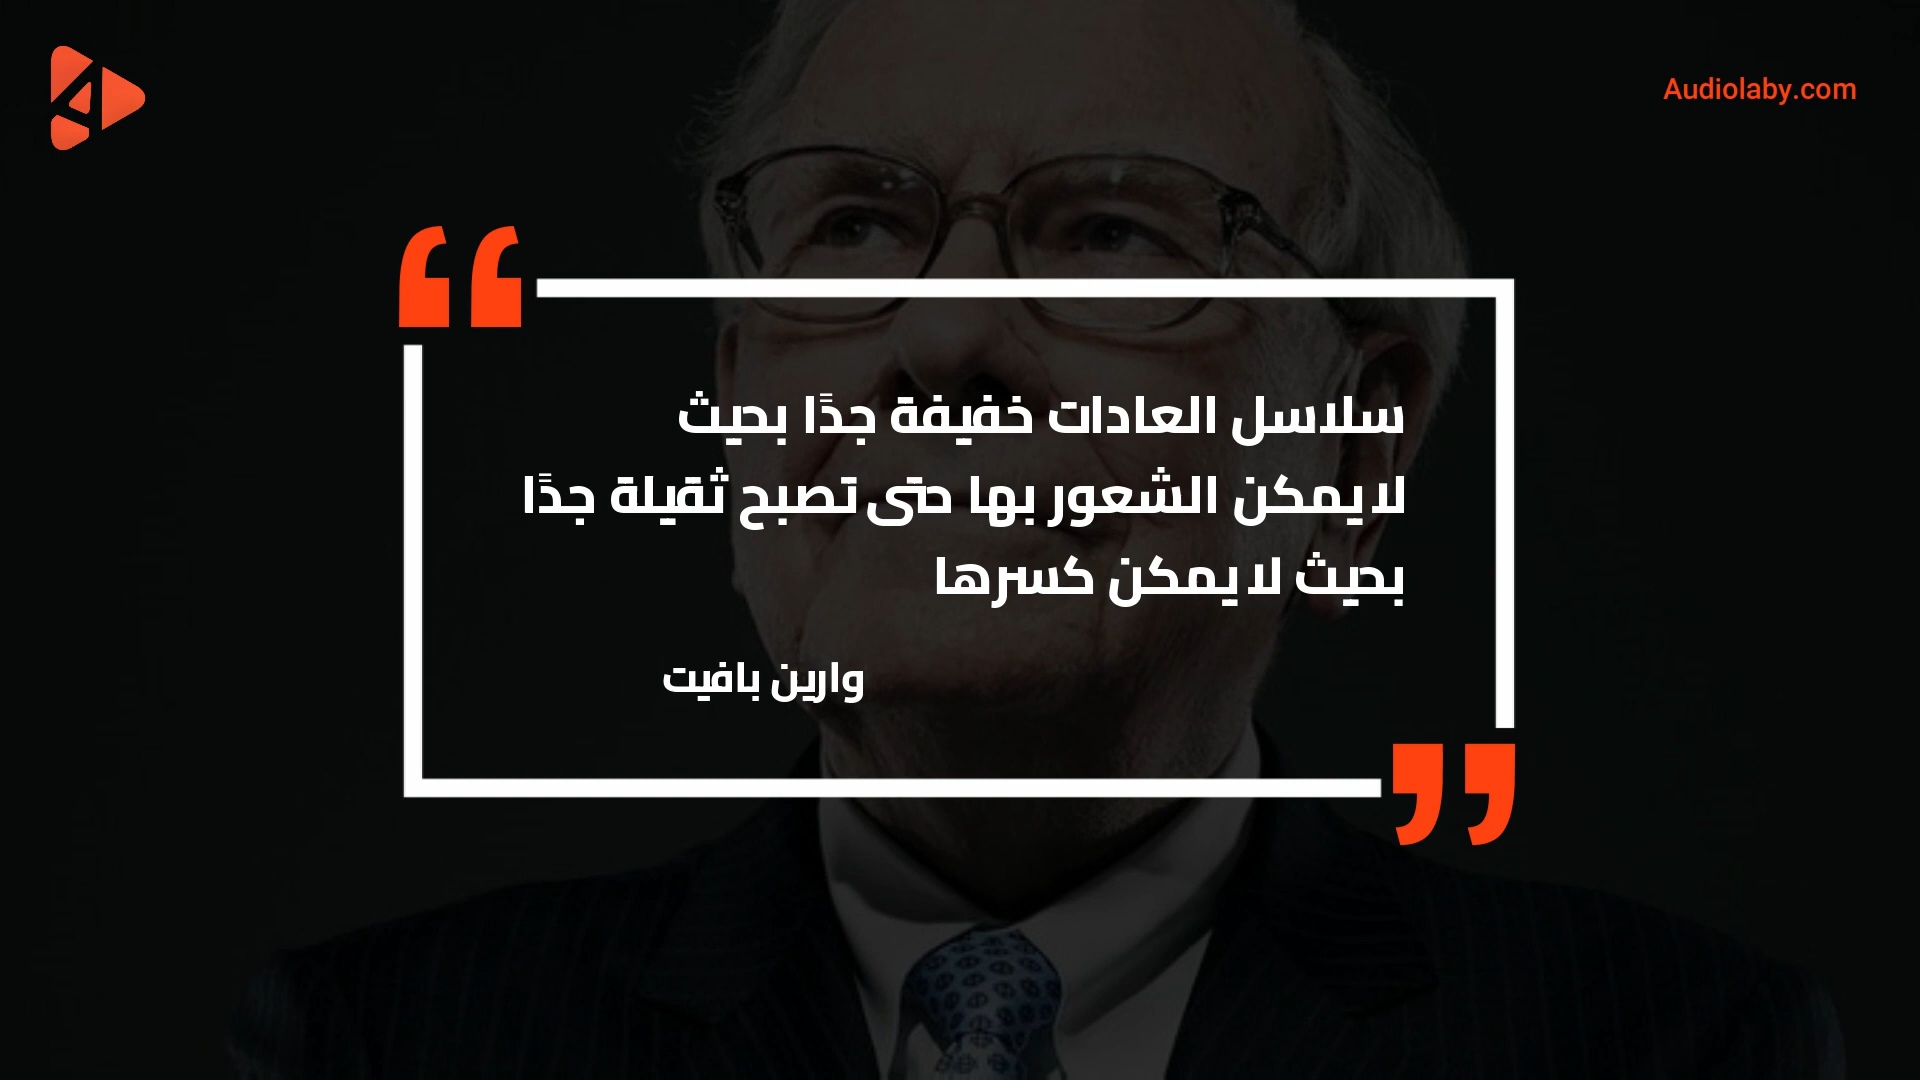 Audiolaby.com
سلاسل العادات خفيفة جدًا بحيث
لا يمكن الشعور بها حتى تصبح ثقيلة جدًا
بحيث لا يمكن كسرها
وارين بافيت